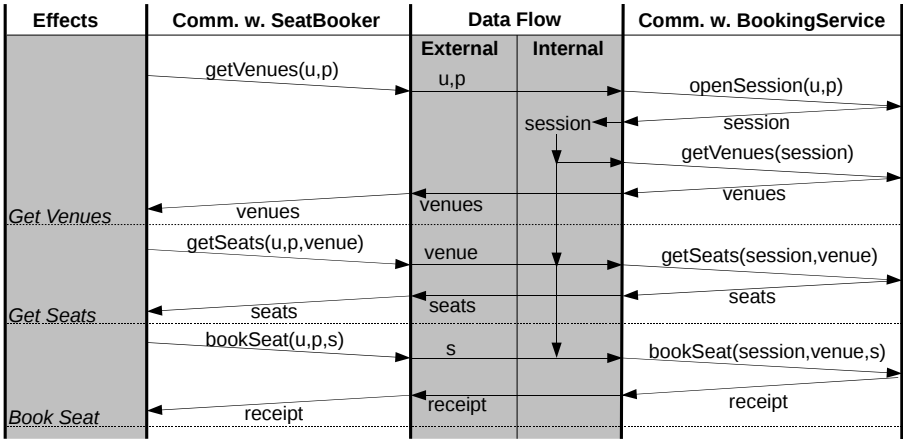 Effects Comm. w. SeatBooker Data Flow Comm. w. BookingService
External Internal
getVenues(u,p) u,p openSession(u,p)
session session
getVenues(session)
venues venues venues
Get Venues
getSeats(u,p,venue) venue getSeats(session,venue)
seats seats seats
Get Seats
bookSeat(u,p,s) s bookSeat(session,venue,s)
receipt receipt receipt
Book Seat